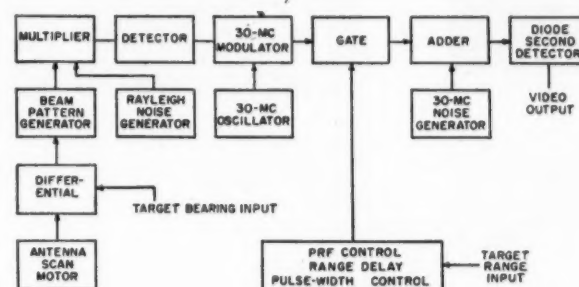 MULTIPLIER
DETECTOR
30-MC
MODULATOR
GATE
ADDER
DIODE
SECOND
DETECTOR
BEAM
PATTERN
GENERATOR
RAYLEIGH
NOISE
GENERATOR
30-MC
OSCILLATOR
30-MC
NOISE
GENERATOR
VIDEO
OUTPUT
DIFFER-
ENTIAL
TARGET BEARING INPUT
ANTENNA
SCAN
MOTOR
PRF CONTROL
RANGE DELAY
PULSE-WIDTH CONTROL
TARGET
RANGE
INPUT